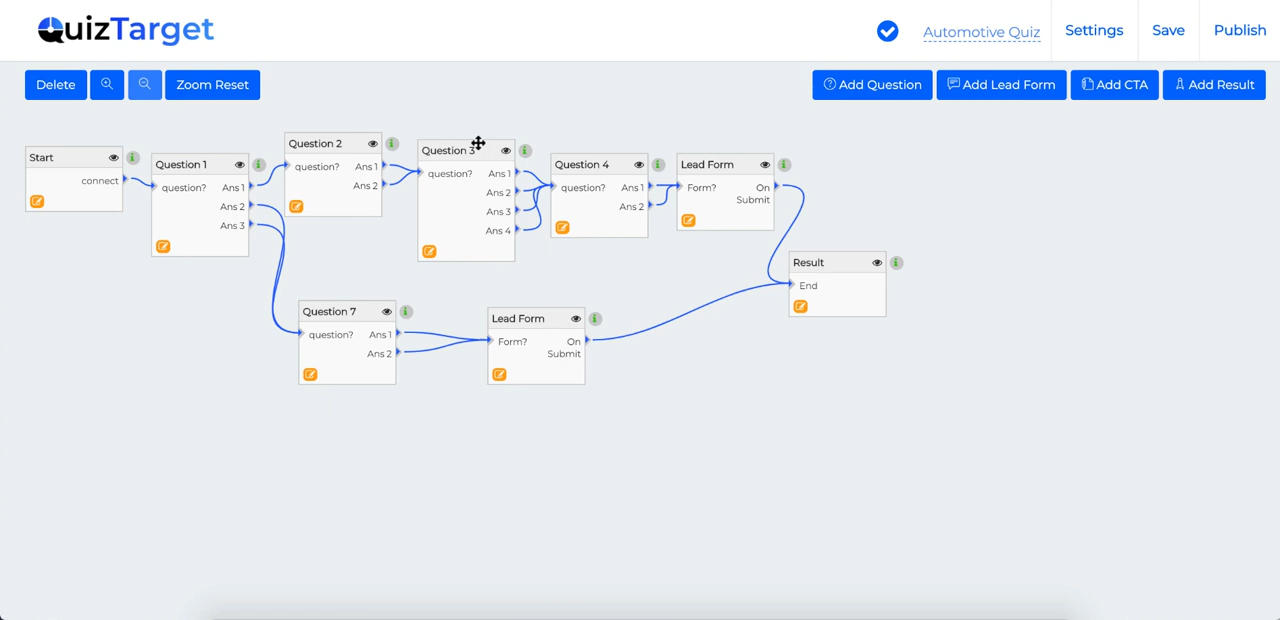 QuizTarget
Automotive Quiz
Settings
Save
Publish
Delete
Zoom Reset
Add Question
Add Lead Form
Add CTA
Add Result
Start
connect
Question 1
question?
Ans 1
Ans 2
Ans 3
Question 2
question?
Ans 1
Ans 2
Question 3
question?
Ans 1
Ans 2
Ans 3
Ans 4
Question 4
question?
Ans 1
Ans 2
Lead Form
Form?
On
Submit
Result
End
Question 7
question?
Ans 1
Ans 2
Lead Form
Form?
On
Submit